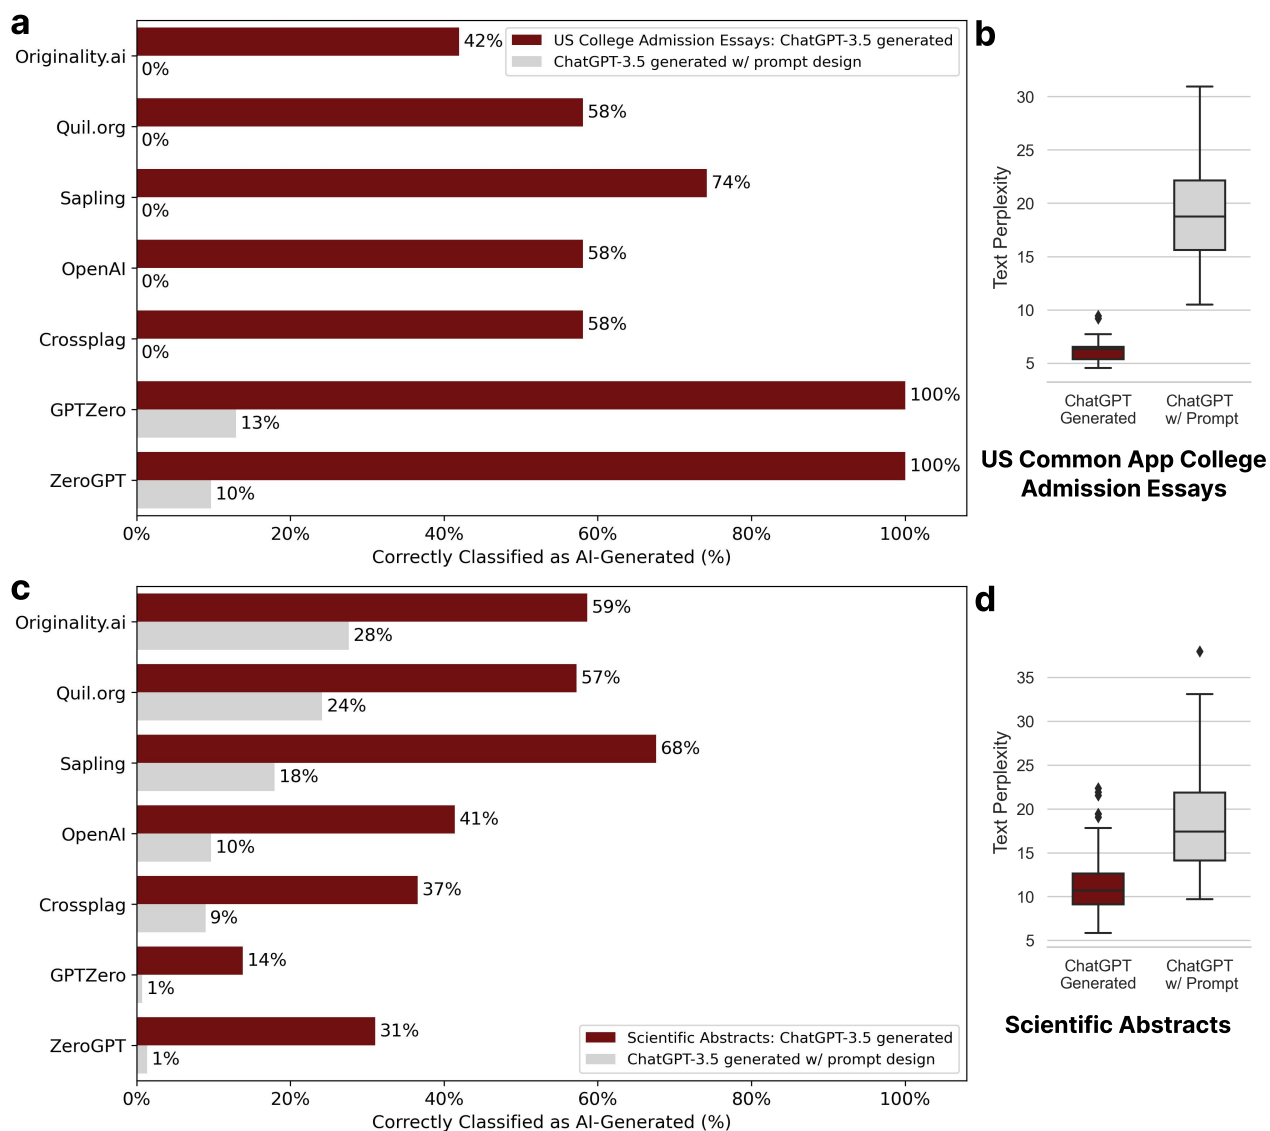 a
US College Admission Essays: ChatGPT-3.5 generated
ChatGPT-3.5 generated w/ prompt design
Originality.ai
42%
0%
Quil.org
58%
0%
Sapling
74%
0%
OpenAI
58%
0%
Crossplag
58%
0%
GPTZero
100%
13%
ZeroGPT
100%
10%
0% 20% 40% 60% 80% 100%
Correctly Classified as AI-Generated (%)
b
Text Perplexity
30
25
20
15
10
5
ChatGPT
Generated
ChatGPT
w/ Prompt
US Common App College
Admission Essays
c
Originality.ai
59%
28%
Quil.org
57%
24%
Sapling
68%
18%
OpenAI
41%
10%
Crossplag
37%
9%
GPTZero
14%
1%
ZeroGPT
31%
1%
Scientific Abstracts: ChatGPT-3.5 generated
ChatGPT-3.5 generated w/ prompt design
0% 20% 40% 60% 80% 100%
Correctly Classified as AI-Generated (%)
d
Text Perplexity
35
30
25
20
15
10
5
ChatGPT
Generated
ChatGPT
w/ Prompt
Scientific Abstracts